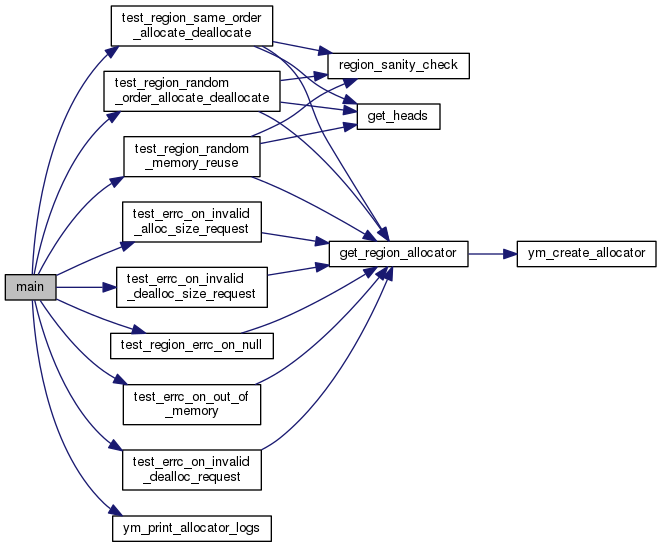 test_region_same_order
_allocate_deallocate
region_sanity_check
test_region_random
_order_allocate_deallocate
get_heads
test_region_random
_memory_reuse
test_errc_on_invalid
_alloc_size_request
get_region_allocator
ym_create_allocator
main
test_errc_on_invalid
_dealloc_size_request
test_region_errc_on_null
test_errc_on_out_of
_memory
test_errc_on_invalid
_dealloc_request
ym_print_allocator_logs